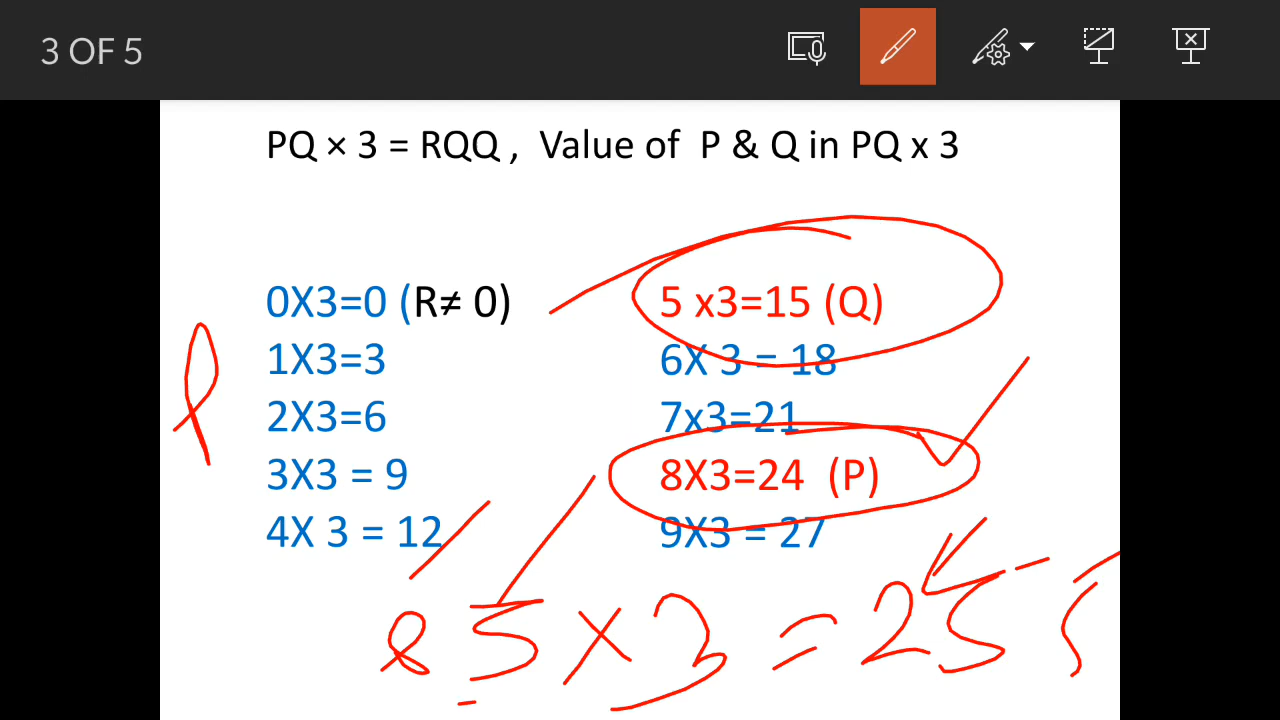 3 OF 5
PQ × 3 = RQQ , Value of P & Q in PQ x 3
0X3=0 (R≠ 0)
1X3=3
2X3=6
3X3 = 9
4X 3 = 12
5 x3=15 (Q)
6X 3 = 18
7x3=21
8X3=24 (P)
9X3 = 27
P
85 × 3 = 255